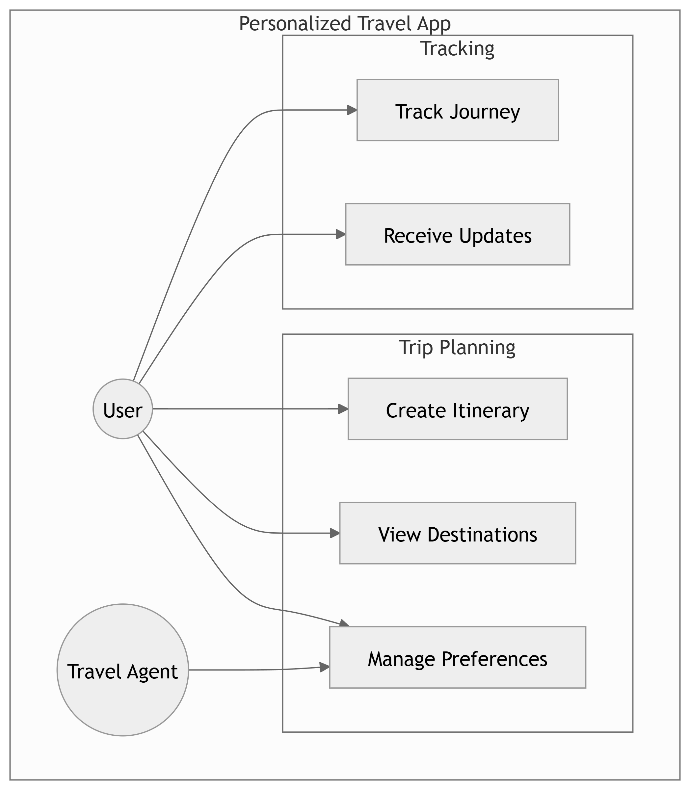 Personalized Travel App
Tracking
Track Journey
Receive Updates
Trip Planning
User
Create Itinerary
View Destinations
Manage Preferences
Travel Agent